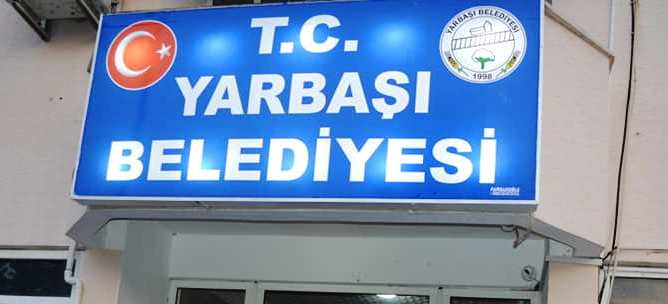 T.C.
YARBAŞI
BELEDİYESİ
YARBAŞI BELEDİYESİ
1998